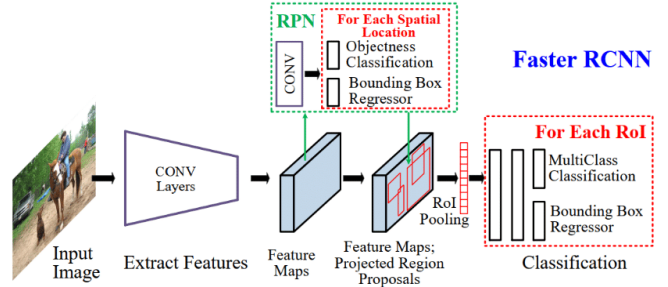 RPN
For Each Spatial
Location
CONV
Objectness
Classification
Bounding Box
Regressor
Faster RCNN
CONV
Layers
RoI
Pooling
For Each RoI
MultiClass
Classification
Bounding Box
Regressor
Input
Image
Extract Features
Feature
Maps
Feature Maps;
Projected Region
Proposals
Classification